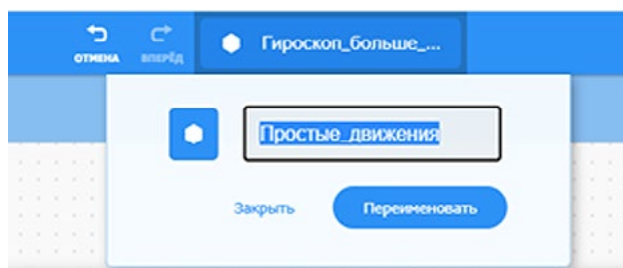 ОТМЕНА ВПЕРЁД Гироскоп_больше_...
Простые_движения
Закрыть Переименовать